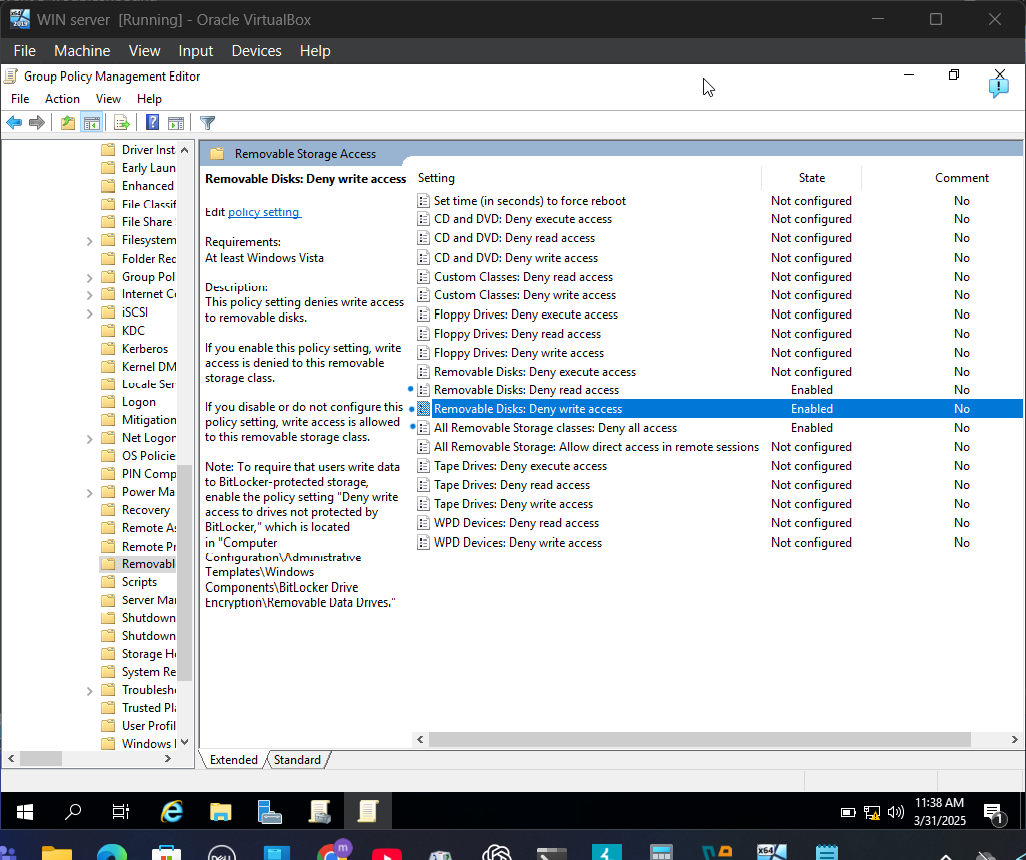 WIN server [Running] - Oracle VirtualBox
File Machine View Input Devices Help
Group Policy Management Editor
File Action View Help
Driver Inst
Early Laun
Enhanced
File Classif
File Share
Filesystem
Folder Red
Group Pol
Internet Co
iSCSI
KDC
Kerberos
Kernel DM
Locale Ser
Logon
Mitigation
Net Logon
OS Policie
PIN Comp
Power Ma
Recovery
Remote As
Remote Pr
Removabl
Scripts
Server Man
Shutdown
Shutdown
Storage He
System Re
Troublesh
Trusted Pla
User Profil
Windows
Removable Storage Access
Removable Disks: Deny write access
Edit policy setting
Requirements:
At least Windows Vista
Description:
This policy setting denies write access
to removable disks.
If you enable this policy setting, write
access is denied to this removable
storage class.
If you disable or do not configure this
policy setting, write access is allowed
to this removable storage class.
Note: To require that users write data
to BitLocker-protected storage,
enable the policy setting "Deny write
access to drives not protected by
BitLocker," which is located
in "Computer
Configuration\Administrative
Templates\Windows
Components\BitLocker Drive
Encryption\Removable Data Drives."
Setting State Comment
Set time (in seconds) to force reboot Not configured No
CD and DVD: Deny execute access Not configured No
CD and DVD: Deny read access Not configured No
CD and DVD: Deny write access Not configured No
Custom Classes: Deny read access Not configured No
Custom Classes: Deny write access Not configured No
Floppy Drives: Deny execute access Not configured No
Floppy Drives: Deny read access Not configured No
Floppy Drives: Deny write access Not configured No
Removable Disks: Deny execute access Not configured No
Removable Disks: Deny read access Enabled No
Removable Disks: Deny write access Enabled No
All Removable Storage classes: Deny all access Enabled No
All Removable Storage: Allow direct access in remote sessions Not configured No
Tape Drives: Deny execute access Not configured No
Tape Drives: Deny read access Not configured No
Tape Drives: Deny write access Not configured No
WPD Devices: Deny read access Not configured No
WPD Devices: Deny write access Not configured No
Extended Standard
11:38 AM
3/31/2025
1